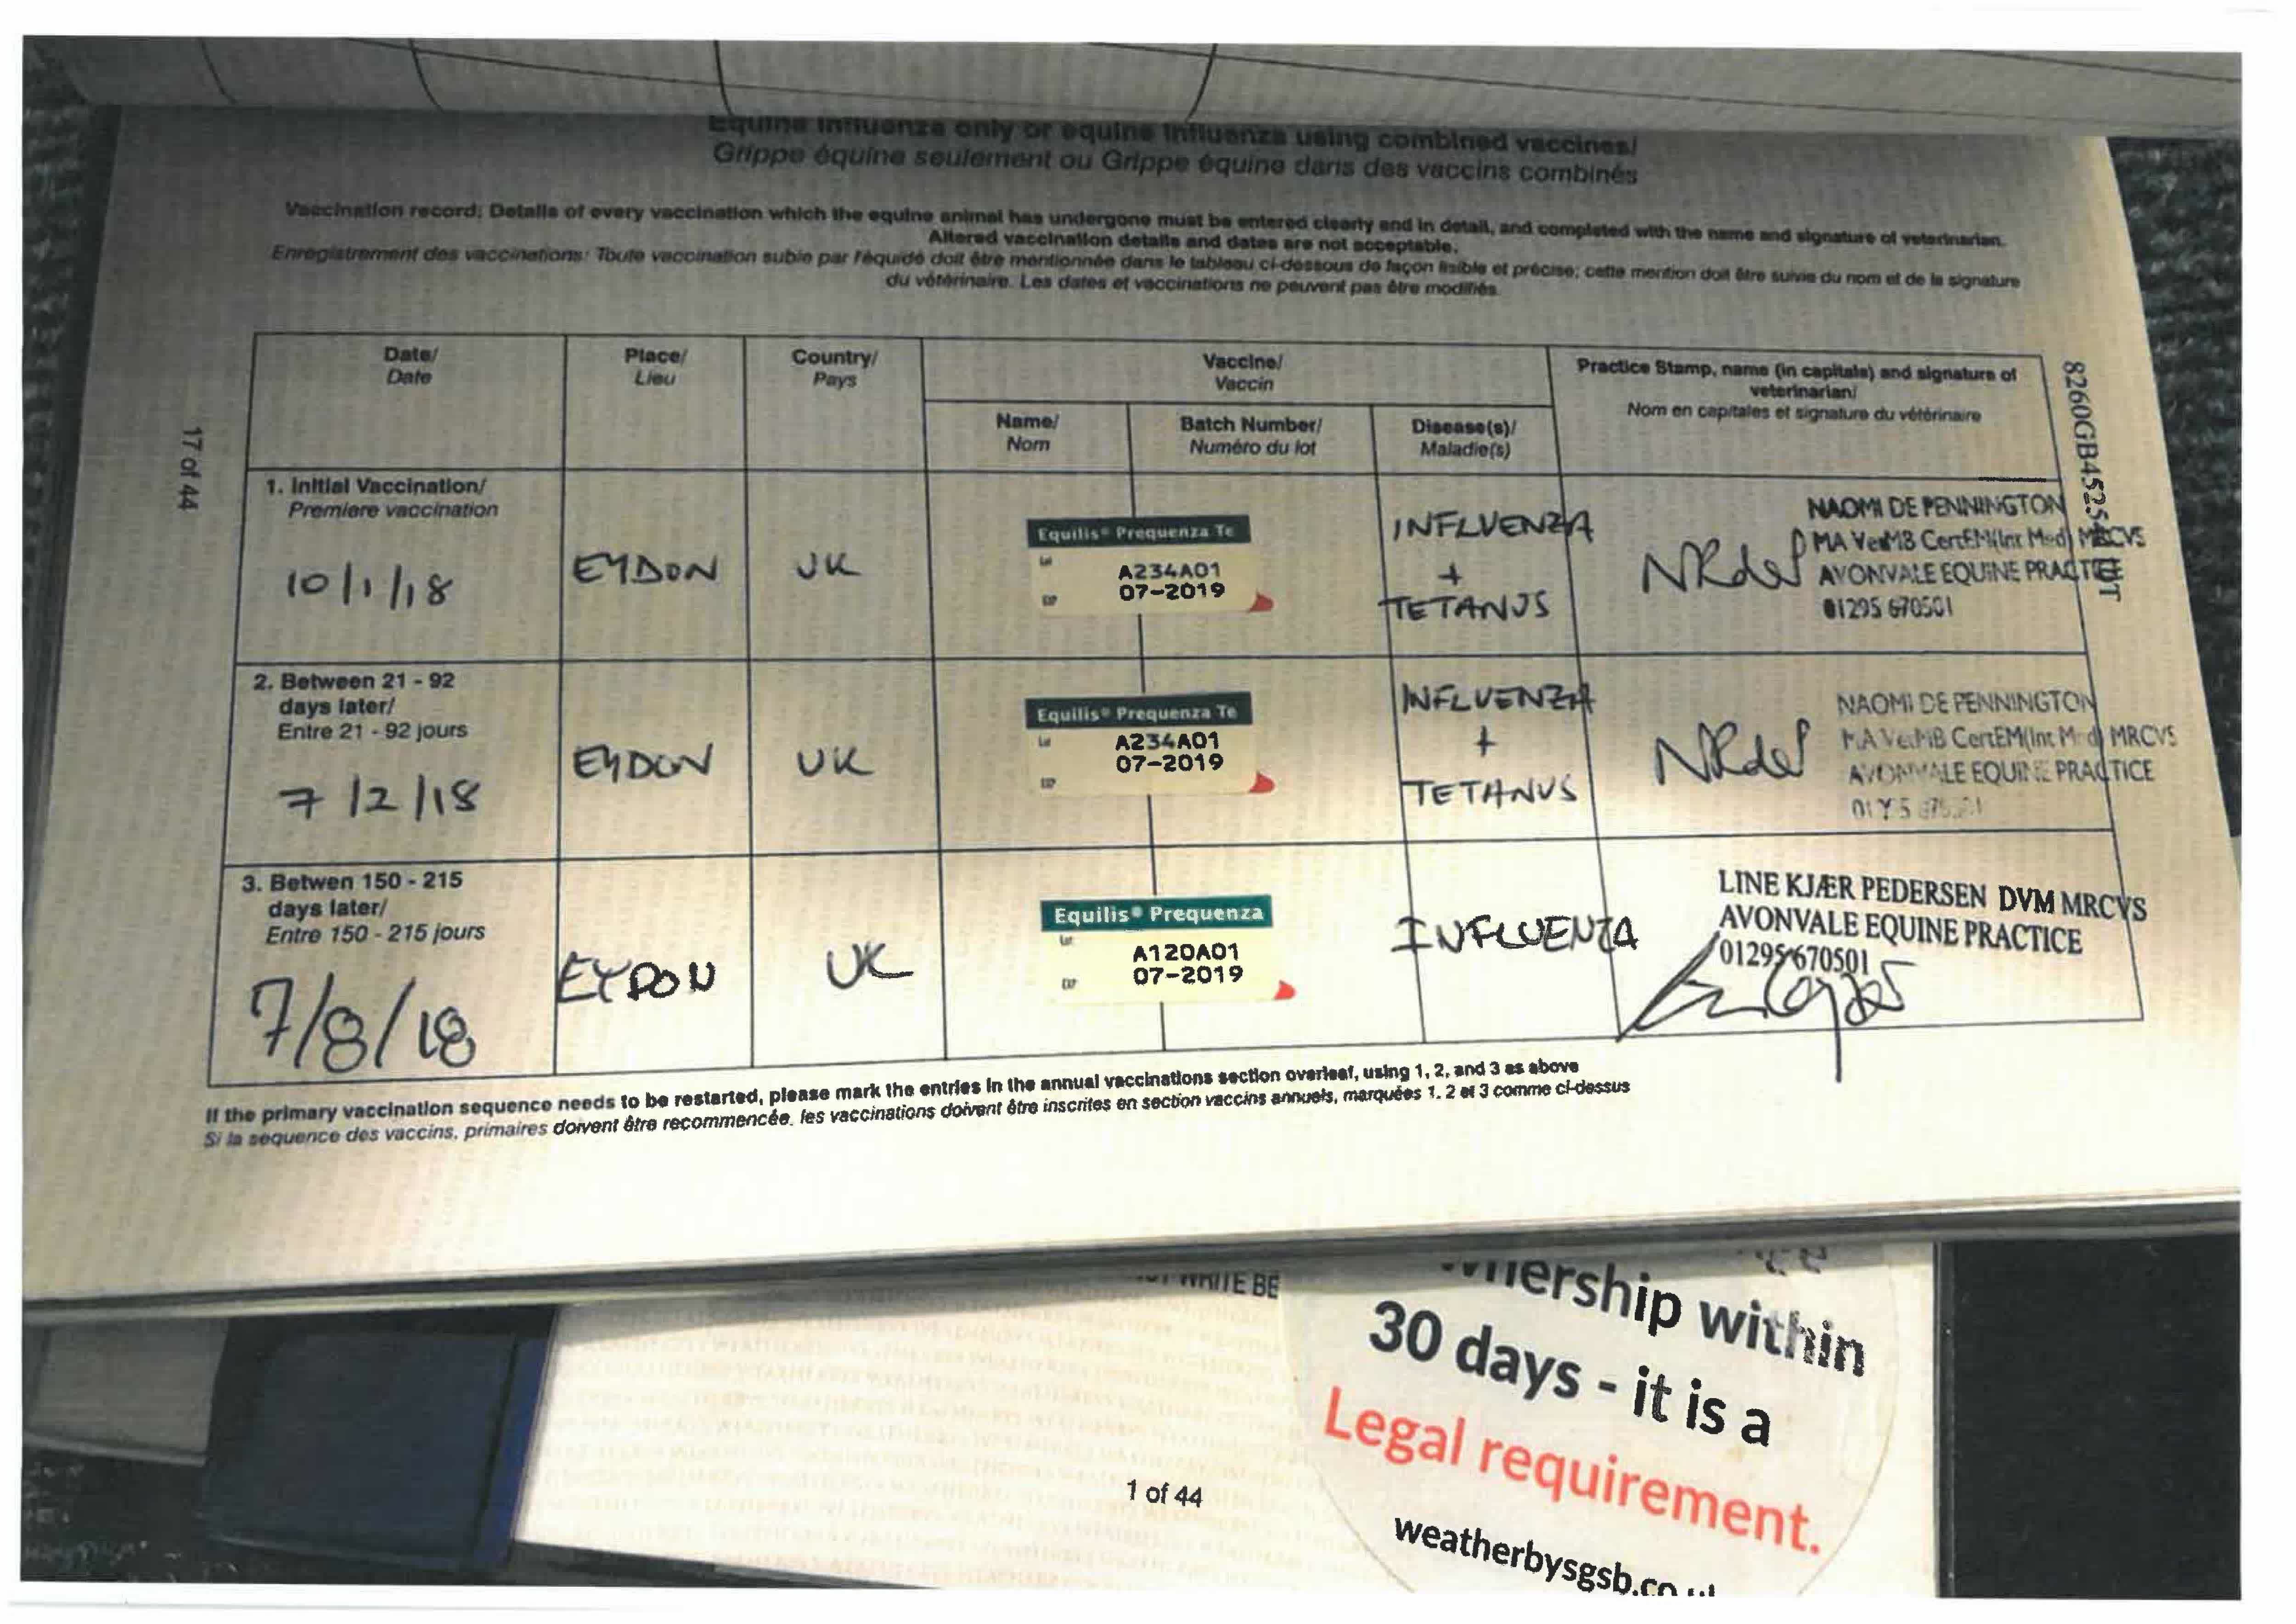 Equine Influenza only or equine influenza using combined vaccines/
Grippe équine seulement ou Grippe équine dans des vaccins combinés
Vaccination record: Details of every vaccination which the equine animal has undergone must be entered clearly and in detail, and completed with the name and signature of veterinarian.
Altered vaccination details and dates are not acceptable.
Enregistrement des vaccinations: Toute vaccination subie par l'équidé doit être mentionnée dans le tableau ci-dessous de façon lisible et précise; cette mention doit être suivie du nom et de la signature
du vétérinaire. Les dates et vaccinations ne peuvent pas être modifiés.
Date/
Date
Place/
Lieu
Country/
Pays
Vaccine/
Vaccin
Practice Stamp, name (in capitals) and signature of
veterinarian/
Nom en capitales et signature du vétérinaire
Name/
Nom
Batch Number/
Numéro du lot
Disease(s)/
Maladie(s)
17 of 44
1. Initial Vaccination/
Premiere vaccination
10/1/18
EYDON
UK
Equilis® Prequenza Te
Lot
A234A01
EXP
07-2019
INFLUENZA
+
TETANUS
NRdeP
NAOMI DE PENNINGTON
MA VetMB CertEM(Int Med) MRCVS
AVONVALE EQUINE PRACTICE
01295 670501
2. Between 21 - 92
days later/
Entre 21 - 92 jours
7/2/18
EYDON
UK
Equilis® Prequenza Te
Lot
A234A01
EXP
07-2019
INFLUENZA
+
TETANUS
NRdeP
NAOMI DE PENNINGTON
MA VetMB CertEM(Int Med) MRCVS
AVONVALE EQUINE PRACTICE
3. Betwen 150 - 215
days later/
Entre 150 - 215 jours
7/8/18
EYDON
UK
Equilis® Prequenza
Lot
A120A01
EXP
07-2019
INFLUENZA
LINE KJÆR PEDERSEN DVM MRCVS
AVONVALE EQUINE PRACTICE
01295 670501
If the primary vaccination sequence needs to be restarted, please mark the entries in the annual vaccinations section overleaf, using 1, 2, and 3 as above
Si la sequence des vaccins, primaires doivent être recommencée. les vaccinations doivent être inscrites en section vaccins annuels, marquées 1. 2 et 3 comme ci-dessus
WRITE BE
1 of 44
within
30 days - it is a
Legal requirement.
weatherbysgsb.co